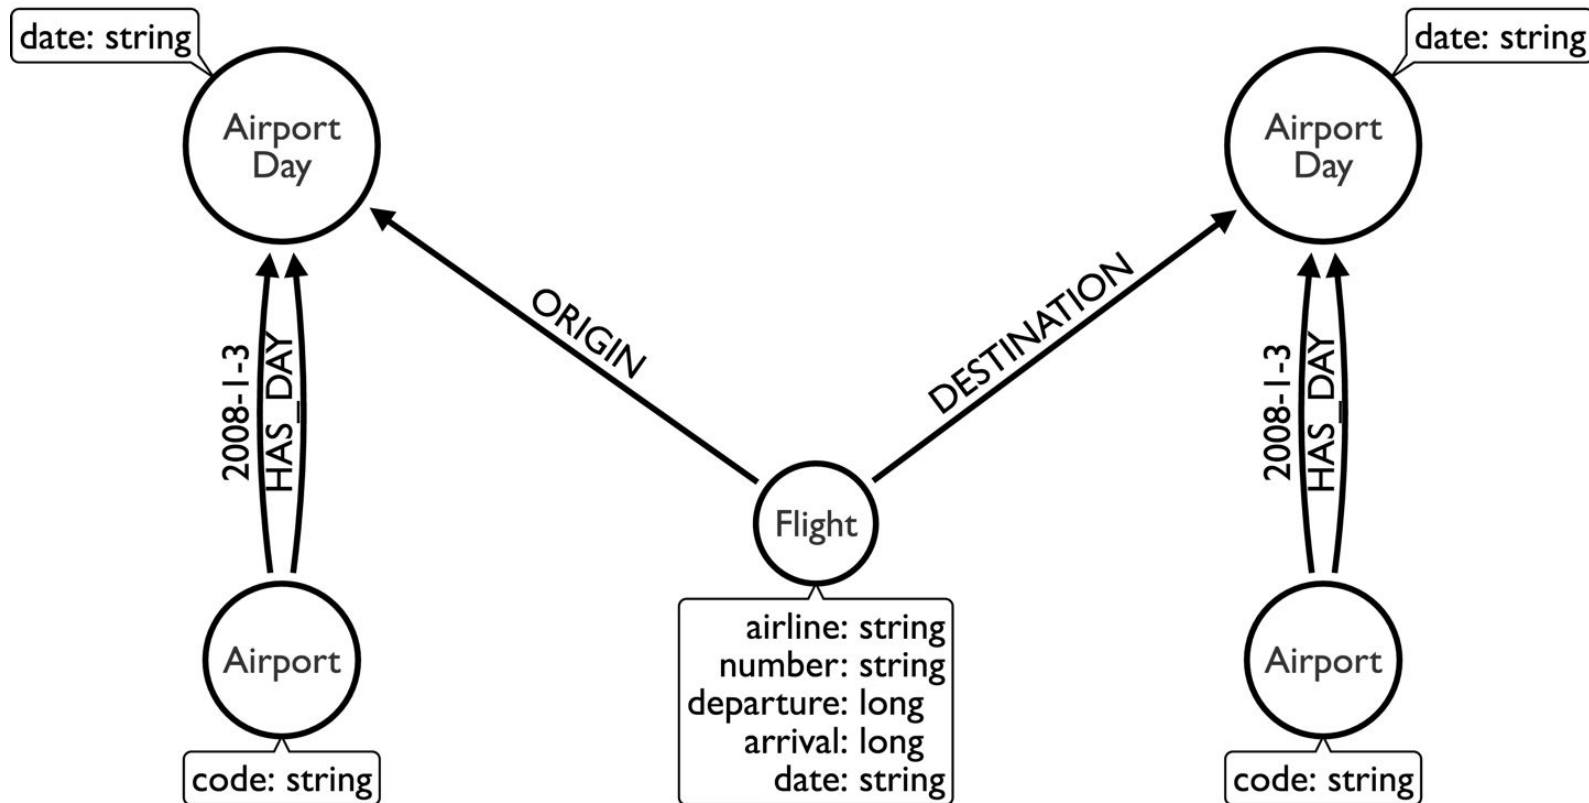 date: string
date: string
Airport
Day
Airport
Day
ORIGIN
DESTINATION
2008-1-3
HAS_DAY
2008-1-3
HAS_DAY
Flight
Airport
Airport
airline: string
number: string
departure: long
arrival: long
date: string
code: string
code: string